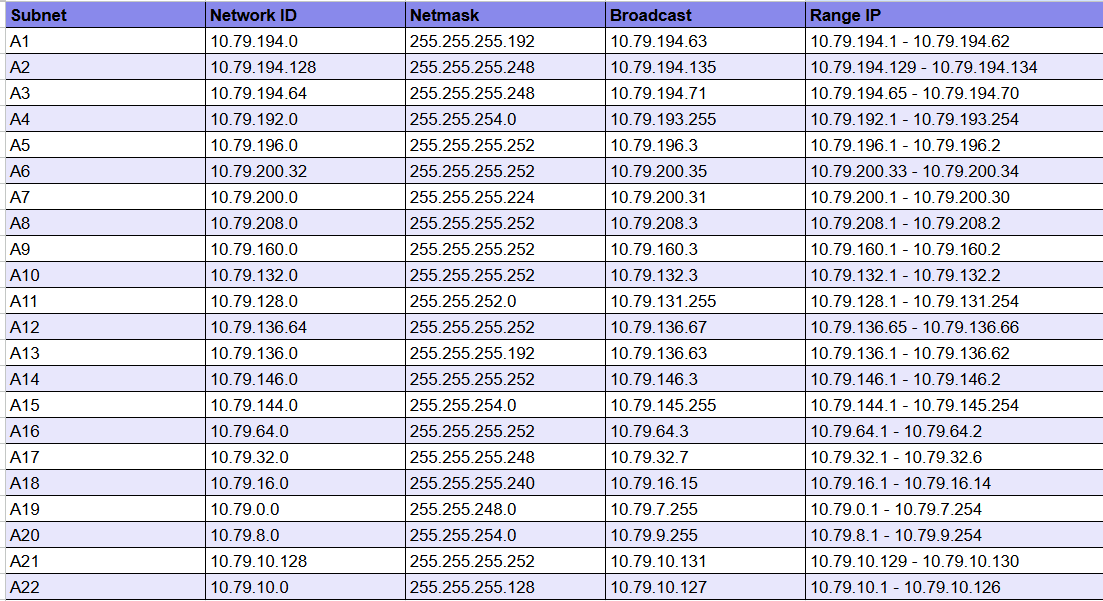 Subnet Network ID Netmask Broadcast Range IP
A1 10.79.194.0 255.255.255.192 10.79.194.63 10.79.194.1 - 10.79.194.62
A2 10.79.194.128 255.255.255.248 10.79.194.135 10.79.194.129 - 10.79.194.134
A3 10.79.194.64 255.255.255.248 10.79.194.71 10.79.194.65 - 10.79.194.70
A4 10.79.192.0 255.255.254.0 10.79.193.255 10.79.192.1 - 10.79.193.254
A5 10.79.196.0 255.255.255.252 10.79.196.3 10.79.196.1 - 10.79.196.2
A6 10.79.200.32 255.255.255.252 10.79.200.35 10.79.200.33 - 10.79.200.34
A7 10.79.200.0 255.255.255.224 10.79.200.31 10.79.200.1 - 10.79.200.30
A8 10.79.208.0 255.255.255.252 10.79.208.3 10.79.208.1 - 10.79.208.2
A9 10.79.160.0 255.255.255.252 10.79.160.3 10.79.160.1 - 10.79.160.2
A10 10.79.132.0 255.255.255.252 10.79.132.3 10.79.132.1 - 10.79.132.2
A11 10.79.128.0 255.255.252.0 10.79.131.255 10.79.128.1 - 10.79.131.254
A12 10.79.136.64 255.255.255.252 10.79.136.67 10.79.136.65 - 10.79.136.66
A13 10.79.136.0 255.255.255.192 10.79.136.63 10.79.136.1 - 10.79.136.62
A14 10.79.146.0 255.255.255.252 10.79.146.3 10.79.146.1 - 10.79.146.2
A15 10.79.144.0 255.255.254.0 10.79.145.255 10.79.144.1 - 10.79.145.254
A16 10.79.64.0 255.255.255.252 10.79.64.3 10.79.64.1 - 10.79.64.2
A17 10.79.32.0 255.255.255.248 10.79.32.7 10.79.32.1 - 10.79.32.6
A18 10.79.16.0 255.255.255.240 10.79.16.15 10.79.16.1 - 10.79.16.14
A19 10.79.0.0 255.255.248.0 10.79.7.255 10.79.0.1 - 10.79.7.254
A20 10.79.8.0 255.255.254.0 10.79.9.255 10.79.8.1 - 10.79.9.254
A21 10.79.10.128 255.255.255.252 10.79.10.131 10.79.10.129 - 10.79.10.130
A22 10.79.10.0 255.255.255.128 10.79.10.127 10.79.10.1 - 10.79.10.126